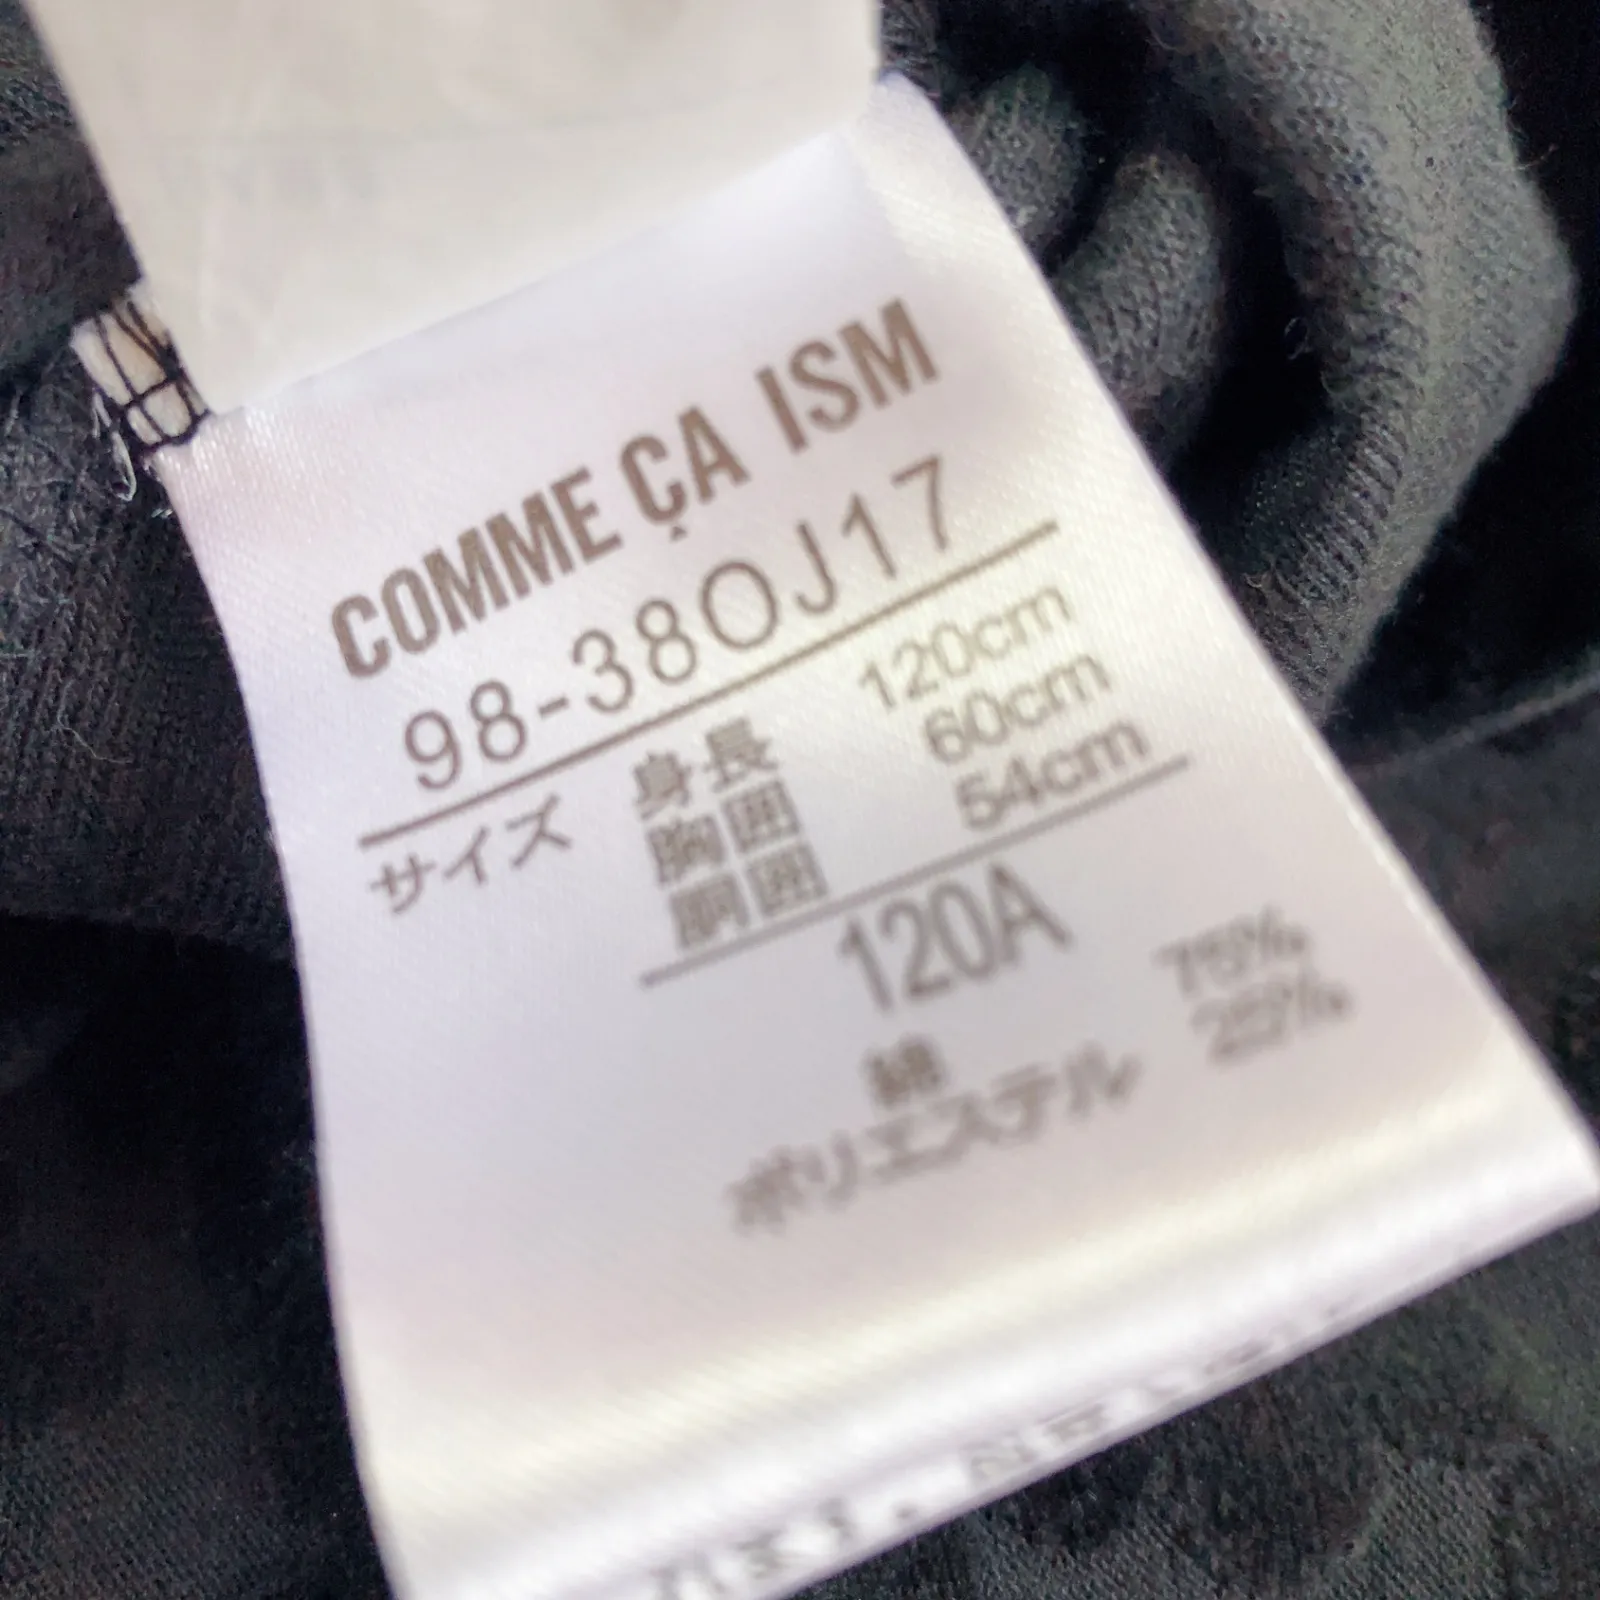 COMME ÇA ISM
98-38OJ17
サイズ 身長 120cm
胸囲 60cm
胴囲 54cm
120A
綿 75%
ポリエステル 25%